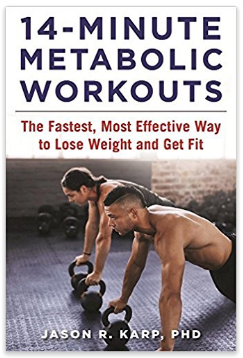 14-MINUTE
METABOLIC
WORKOUTS
The Fastest, Most Effective Way
to Lose Weight and Get Fit
JASON R. KARP, PHD